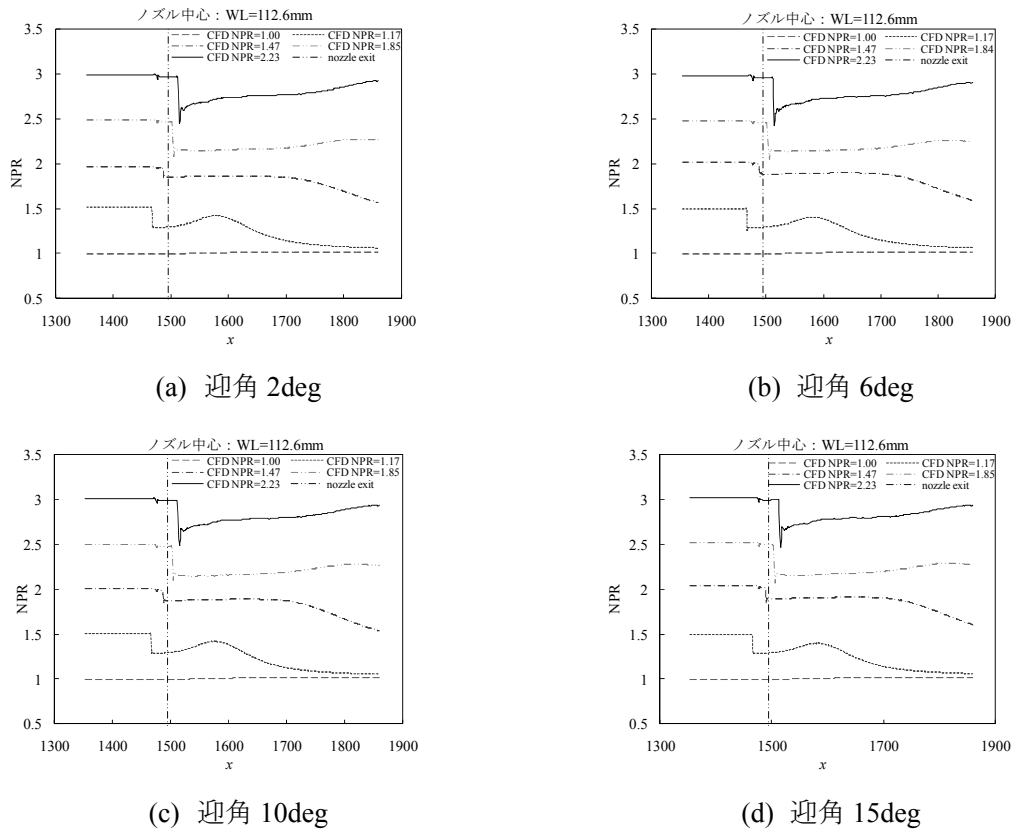 ノズル中心：WL=112.6mm
CFD NPR=1.00 CFD NPR=1.17
CFD NPR=1.47 CFD NPR=1.85
CFD NPR=2.23 nozzle exit
3.5
3
2.5
2
1.5
1
0.5
NPR
1300 1400 1500 1600 1700 1800 1900
x
(a) 迎角 2deg
ノズル中心：WL=112.6mm
CFD NPR=1.00 CFD NPR=1.17
CFD NPR=1.47 CFD NPR=1.84
CFD NPR=2.23 nozzle exit
3.5
3
2.5
2
1.5
1
0.5
NPR
1300 1400 1500 1600 1700 1800 1900
x
(b) 迎角 6deg
ノズル中心：WL=112.6mm
CFD NPR=1.00 CFD NPR=1.17
CFD NPR=1.47 CFD NPR=1.85
CFD NPR=2.23 nozzle exit
3.5
3
2.5
2
1.5
1
0.5
NPR
1300 1400 1500 1600 1700 1800 1900
x
(c) 迎角 10deg
ノズル中心：WL=112.6mm
CFD NPR=1.00 CFD NPR=1.17
CFD NPR=1.47 CFD NPR=1.85
CFD NPR=2.23 nozzle exit
3.5
3
2.5
2
1.5
1
0.5
NPR
1300 1500 1700 1900
x
(d) 迎角 15deg